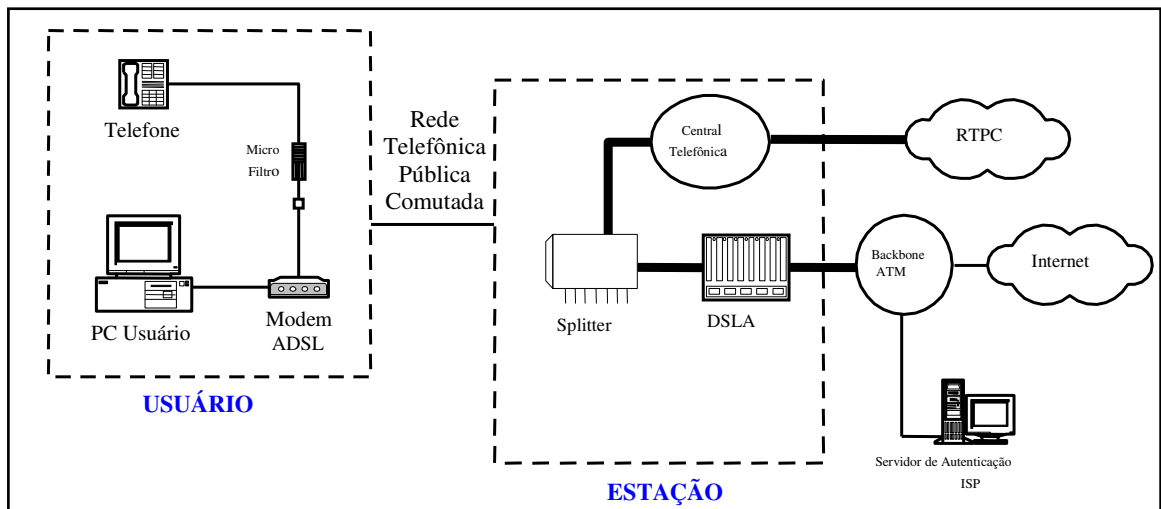 Telefone
Micro
Filtro
PC Usuário
Modem
ADSL
USUÁRIO
Rede
Telefônica
Pública
Comutada
Central
Telefônica
Splitter
DSLA
ESTAÇÃO
RTPC
Backbone
ATM
Internet
Servidor de Autenticação
ISP